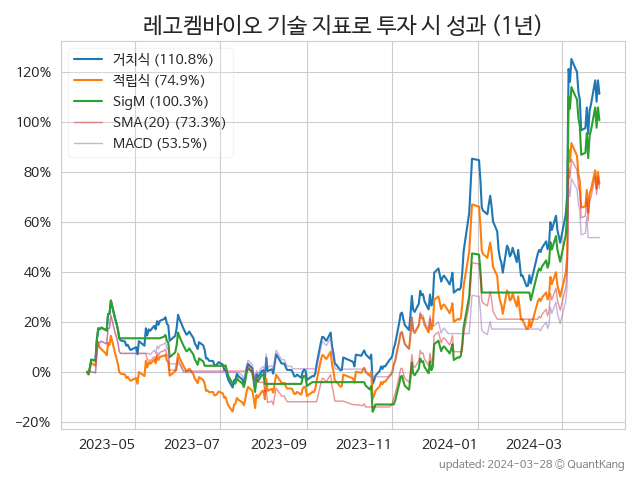 레고켐바이오 기술 지표로 투자 시 성과 (1년)
거치식 (110.8%)
적립식 (74.9%)
SigM (100.3%)
SMA(20) (73.3%)
MACD (53.5%)
120%
100%
80%
60%
40%
20%
0%
−20%
2023−05
2023−07
2023−09
2023−11
2024−01
2024−03
updated: 2024−03−28 © QuantKang